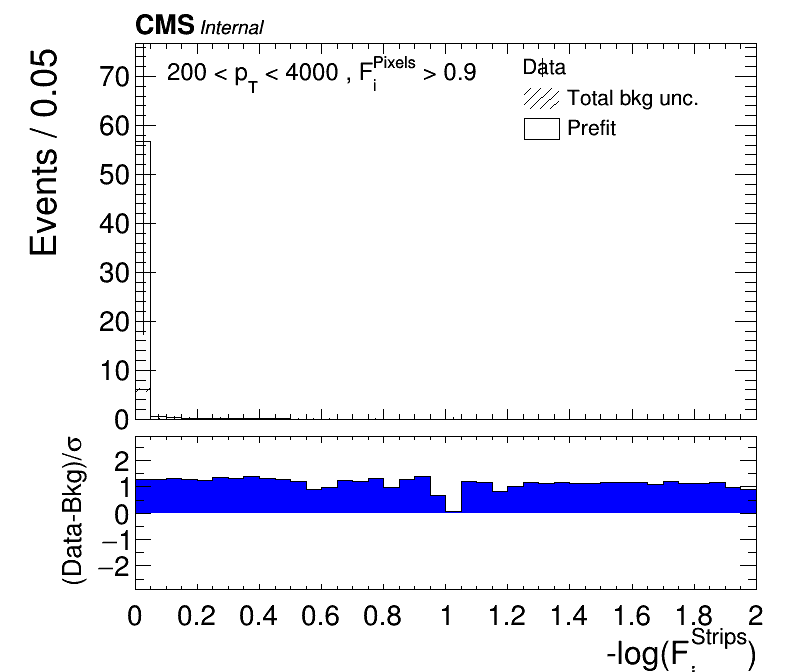 CMS Internal
Events / 0.05
200 < p_T < 4000 , F_i^Pixels > 0.9
Data
Total bkg unc.
Prefit
70
60
50
40
30
20
10
0
(Data-Bkg)/σ
2
1
0
−1
−2
0 0.2 0.4 0.6 0.8 1 1.2 1.4 1.6 1.8 2
-log(F_i^Strips)